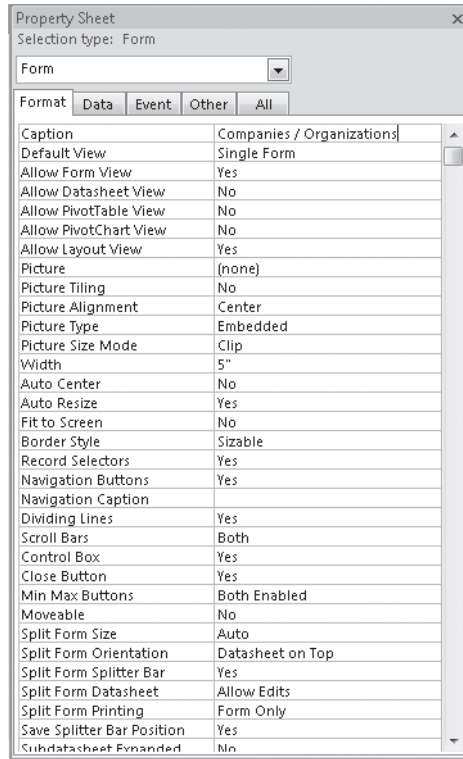 Property Sheet
Selection type: Form
Form
Format Data Event Other All
Caption Companies / Organizations
Default View Single Form
Allow Form View Yes
Allow Datasheet View No
Allow PivotTable View No
Allow PivotChart View No
Allow Layout View Yes
Picture (none)
Picture Tiling No
Picture Alignment Center
Picture Type Embedded
Picture Size Mode Clip
Width 5"
Auto Center No
Auto Resize Yes
Fit to Screen No
Border Style Sizable
Record Selectors Yes
Navigation Buttons Yes
Navigation Caption
Dividing Lines Yes
Scroll Bars Both
Control Box Yes
Close Button Yes
Min Max Buttons Both Enabled
Moveable No
Split Form Size Auto
Split Form Orientation Datasheet on Top
Split Form Splitter Bar Yes
Split Form Datasheet Allow Edits
Split Form Printing Form Only
Save Splitter Bar Position Yes
Subdatasheet Expanded No